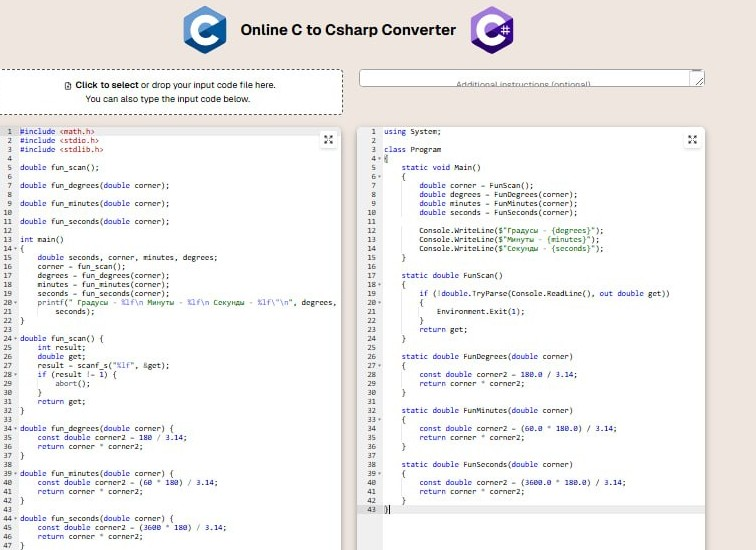 Online C to Csharp Converter
Click to select or drop your input code file here.
You can also type the input code below.
Additional instructions (optional)
1 #include <math.h>
2 #include <stdio.h>
3 #include <stdlib.h>
4
5 double fun_scan();
6
7 double fun_degrees(double corner);
8
9 double fun_minutes(double corner);
10
11 double fun_seconds(double corner);
12
13 int main()
14 {
15 double seconds, corner, minutes, degrees;
16 corner = fun_scan();
17 degrees = fun_degrees(corner);
18 minutes = fun_minutes(corner);
19 seconds = fun_seconds(corner);
20 printf(" Градусы - %lf\n Минуты - %lf\n Секунды - %lf\"\n", degrees,
21 seconds);
22 }
23
24 double fun_scan() {
25 int result;
26 double get;
27 result = scanf_s("%lf", &get);
28 if (result != 1) {
29 abort();
30 }
31 return get;
32 }
33
34 double fun_degrees(double corner) {
35 const double corner2 = 180 / 3.14;
36 return corner * corner2;
37 }
38
39 double fun_minutes(double corner) {
40 const double corner2 = (60 * 180) / 3.14;
41 return corner * corner2;
42 }
43
44 double fun_seconds(double corner) {
45 const double corner2 = (3600 * 180) / 3.14;
46 return corner * corner2;
47 }
1 using System;
2
3 class Program
4 {
5 static void Main()
6 {
7 double corner = FunScan();
8 double degrees = FunDegrees(corner);
9 double minutes = FunMinutes(corner);
10 double seconds = FunSeconds(corner);
11
12 Console.WriteLine($"Градусы - {degrees}");
13 Console.WriteLine($"Минуты - {minutes}");
14 Console.WriteLine($"Секунды - {seconds}");
15 }
16
17 static double FunScan()
18 {
19 if (!double.TryParse(Console.ReadLine(), out double get))
20 {
21 Environment.Exit(1);
22 }
23 return get;
24 }
25
26 static double FunDegrees(double corner)
27 {
28 const double corner2 = 180.0 / 3.14;
29 return corner * corner2;
30 }
31
32 static double FunMinutes(double corner)
33 {
34 const double corner2 = (60.0 * 180.0) / 3.14;
35 return corner * corner2;
36 }
37
38 static double FunSeconds(double corner)
39 {
40 const double corner2 = (3600.0 * 180.0) / 3.14;
41 return corner * corner2;
42 }
43 }